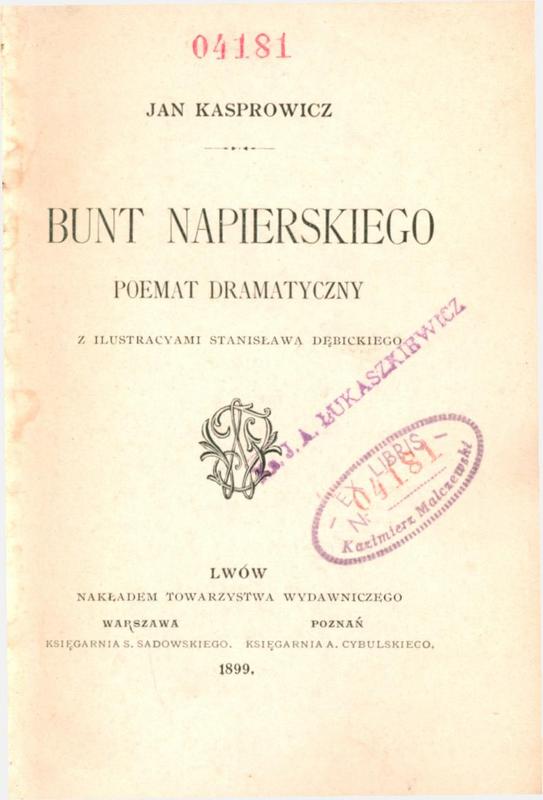 04181
JAN KASPROWICZ
BUNT NAPIERSKIEGO
POEMAT DRAMATYCZNY
Z ILUSTRACYAMI STANISŁAWA DĘBICKIEGO
J. A. ŁUKASZKIEWICZ
EX LIBRIS
Nr. 04181
Kazimierz Malczewski
LWÓW
NAKŁADEM TOWARZYSTWA WYDAWNICZEGO
WARSZAWA POZNAŃ
KSIĘGARNIA S. SADOWSKIEGO. KSIĘGARNIA A. CYBULSKIEGO.
1899.